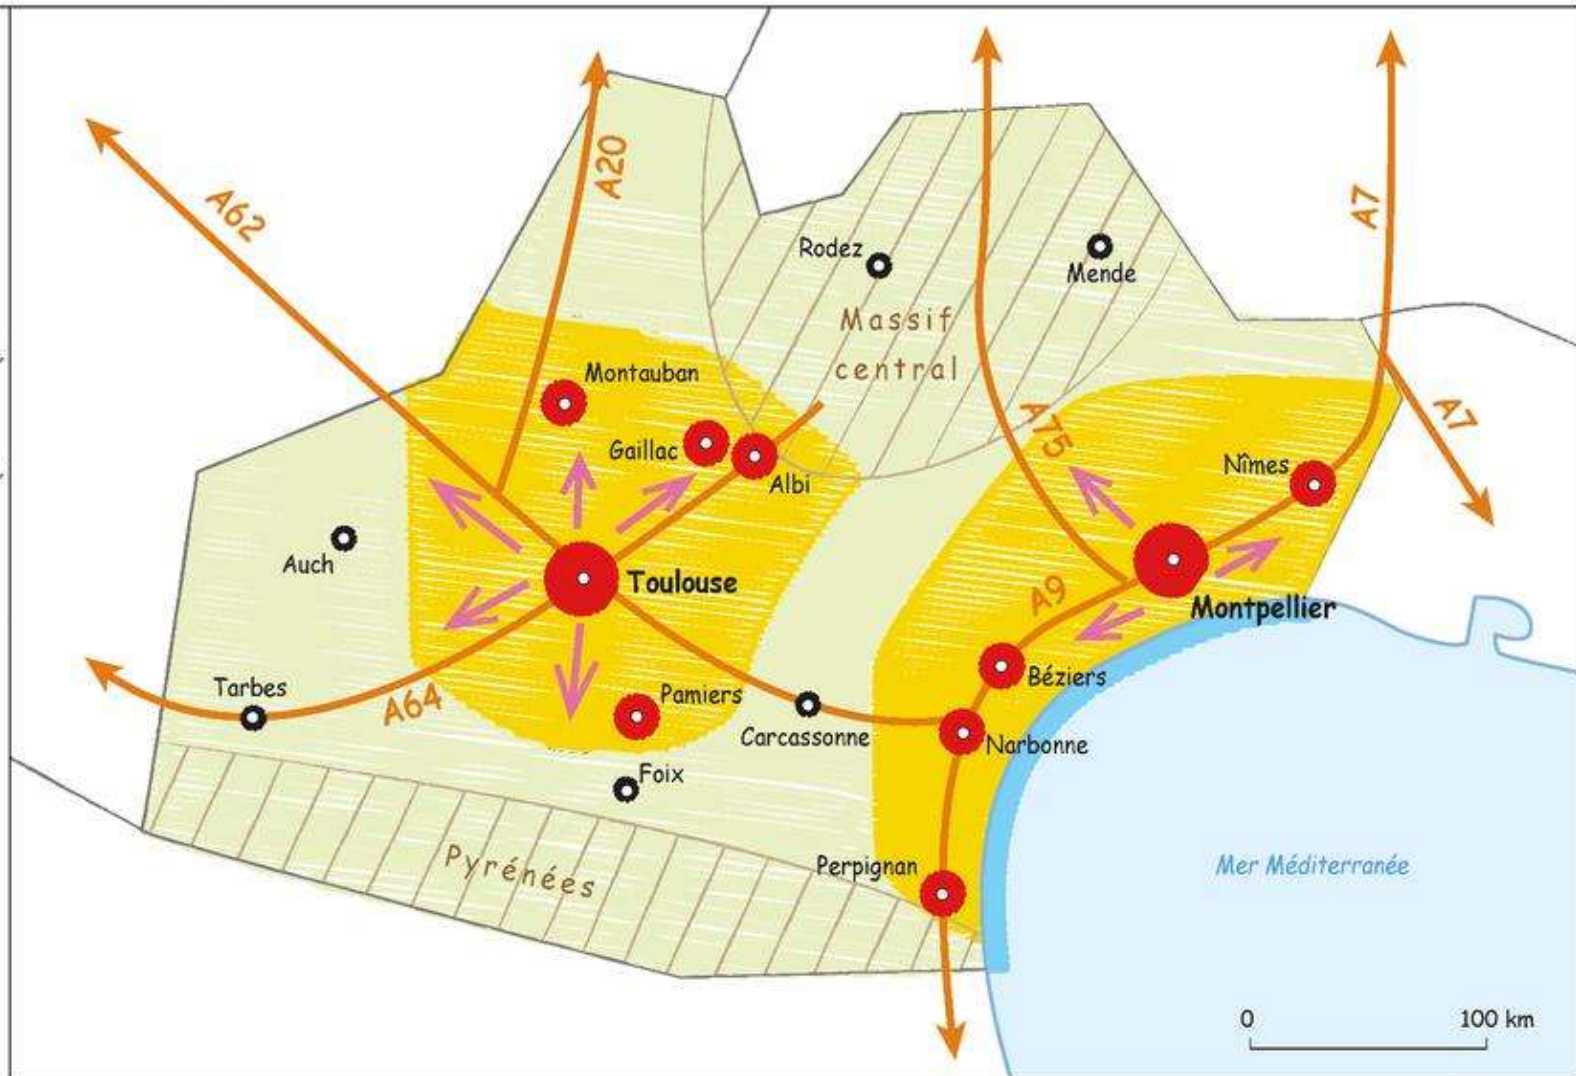 A20
A7
A62
Rodez
Mende
Massif
central
Montauban
A75
A7
Gaillac
Albi
Nîmes
Auch
Toulouse
A9
Montpellier
Tarbes
A64
Pamiers
Béziers
Carcassonne
Narbonne
Foix
Pyrénées
Perpignan
Mer Méditerranée
0 100 km